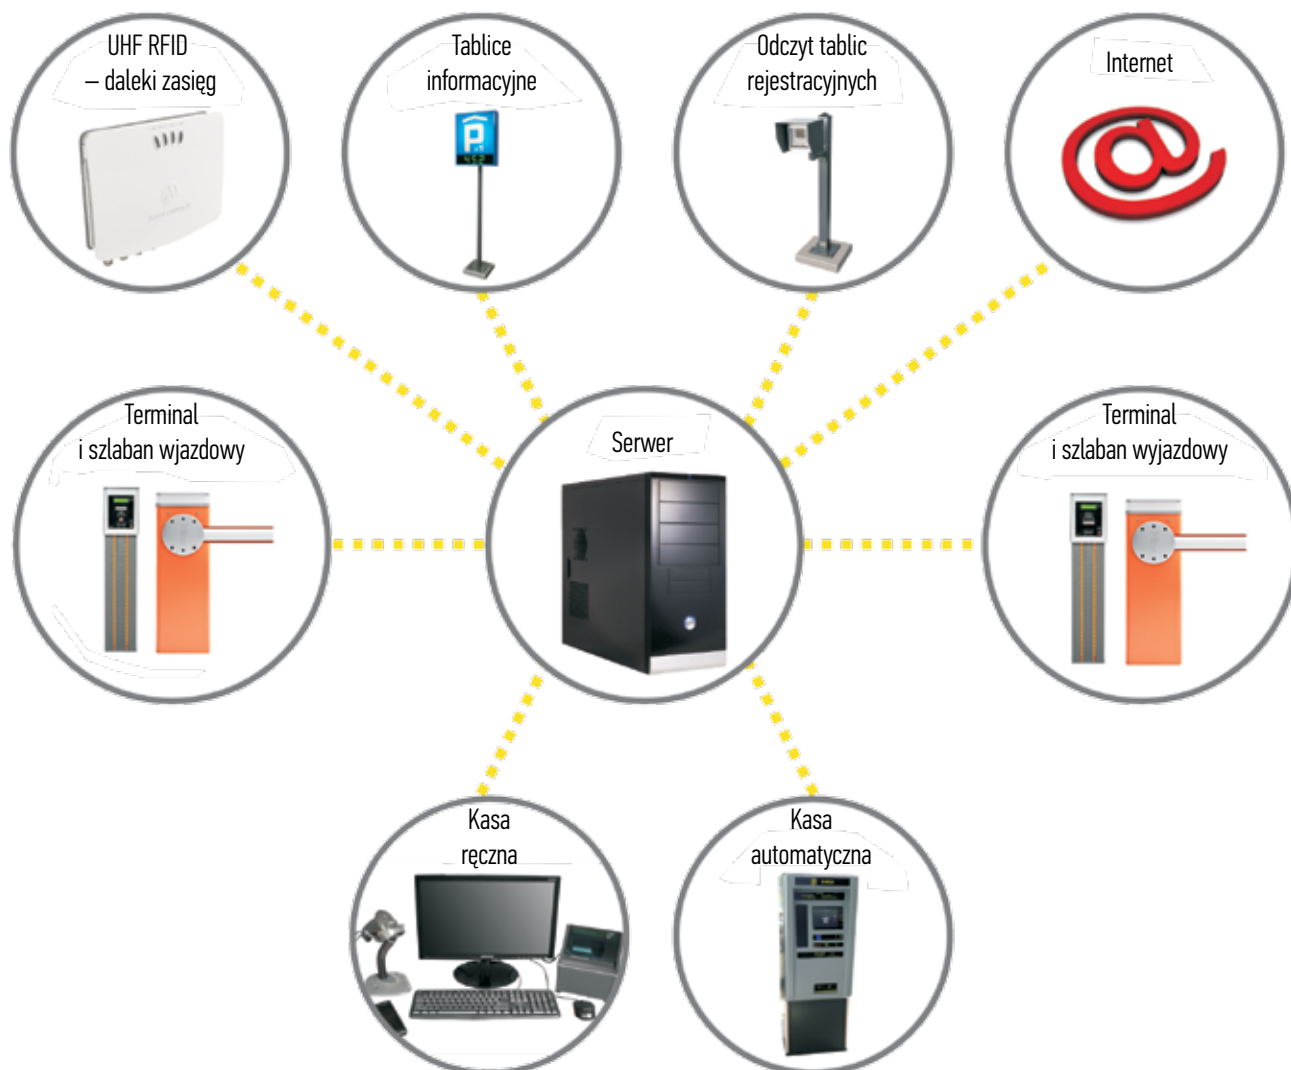 UHF RFID
– daleki zasięg
Tablice
informacyjne
Odczyt tablic
rejestracyjnych
Internet
Terminal
i szlaban wjazdowy
Serwer
Terminal
i szlaban wyjazdowy
Kasa
ręczna
Kasa
automatyczna